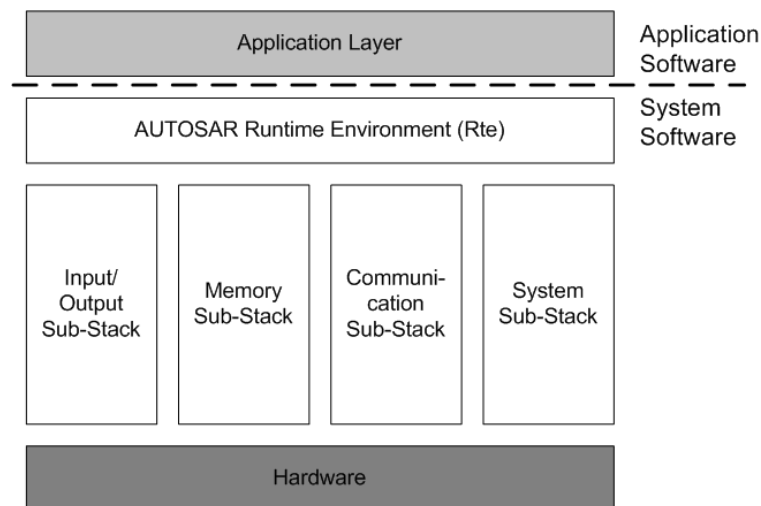 Application Layer
Application
Software
AUTOSAR Runtime Environment (Rte)
System
Software
Input/
Output
Sub-Stack
Memory
Sub-Stack
Communi-
cation
Sub-Stack
System
Sub-Stack
Hardware